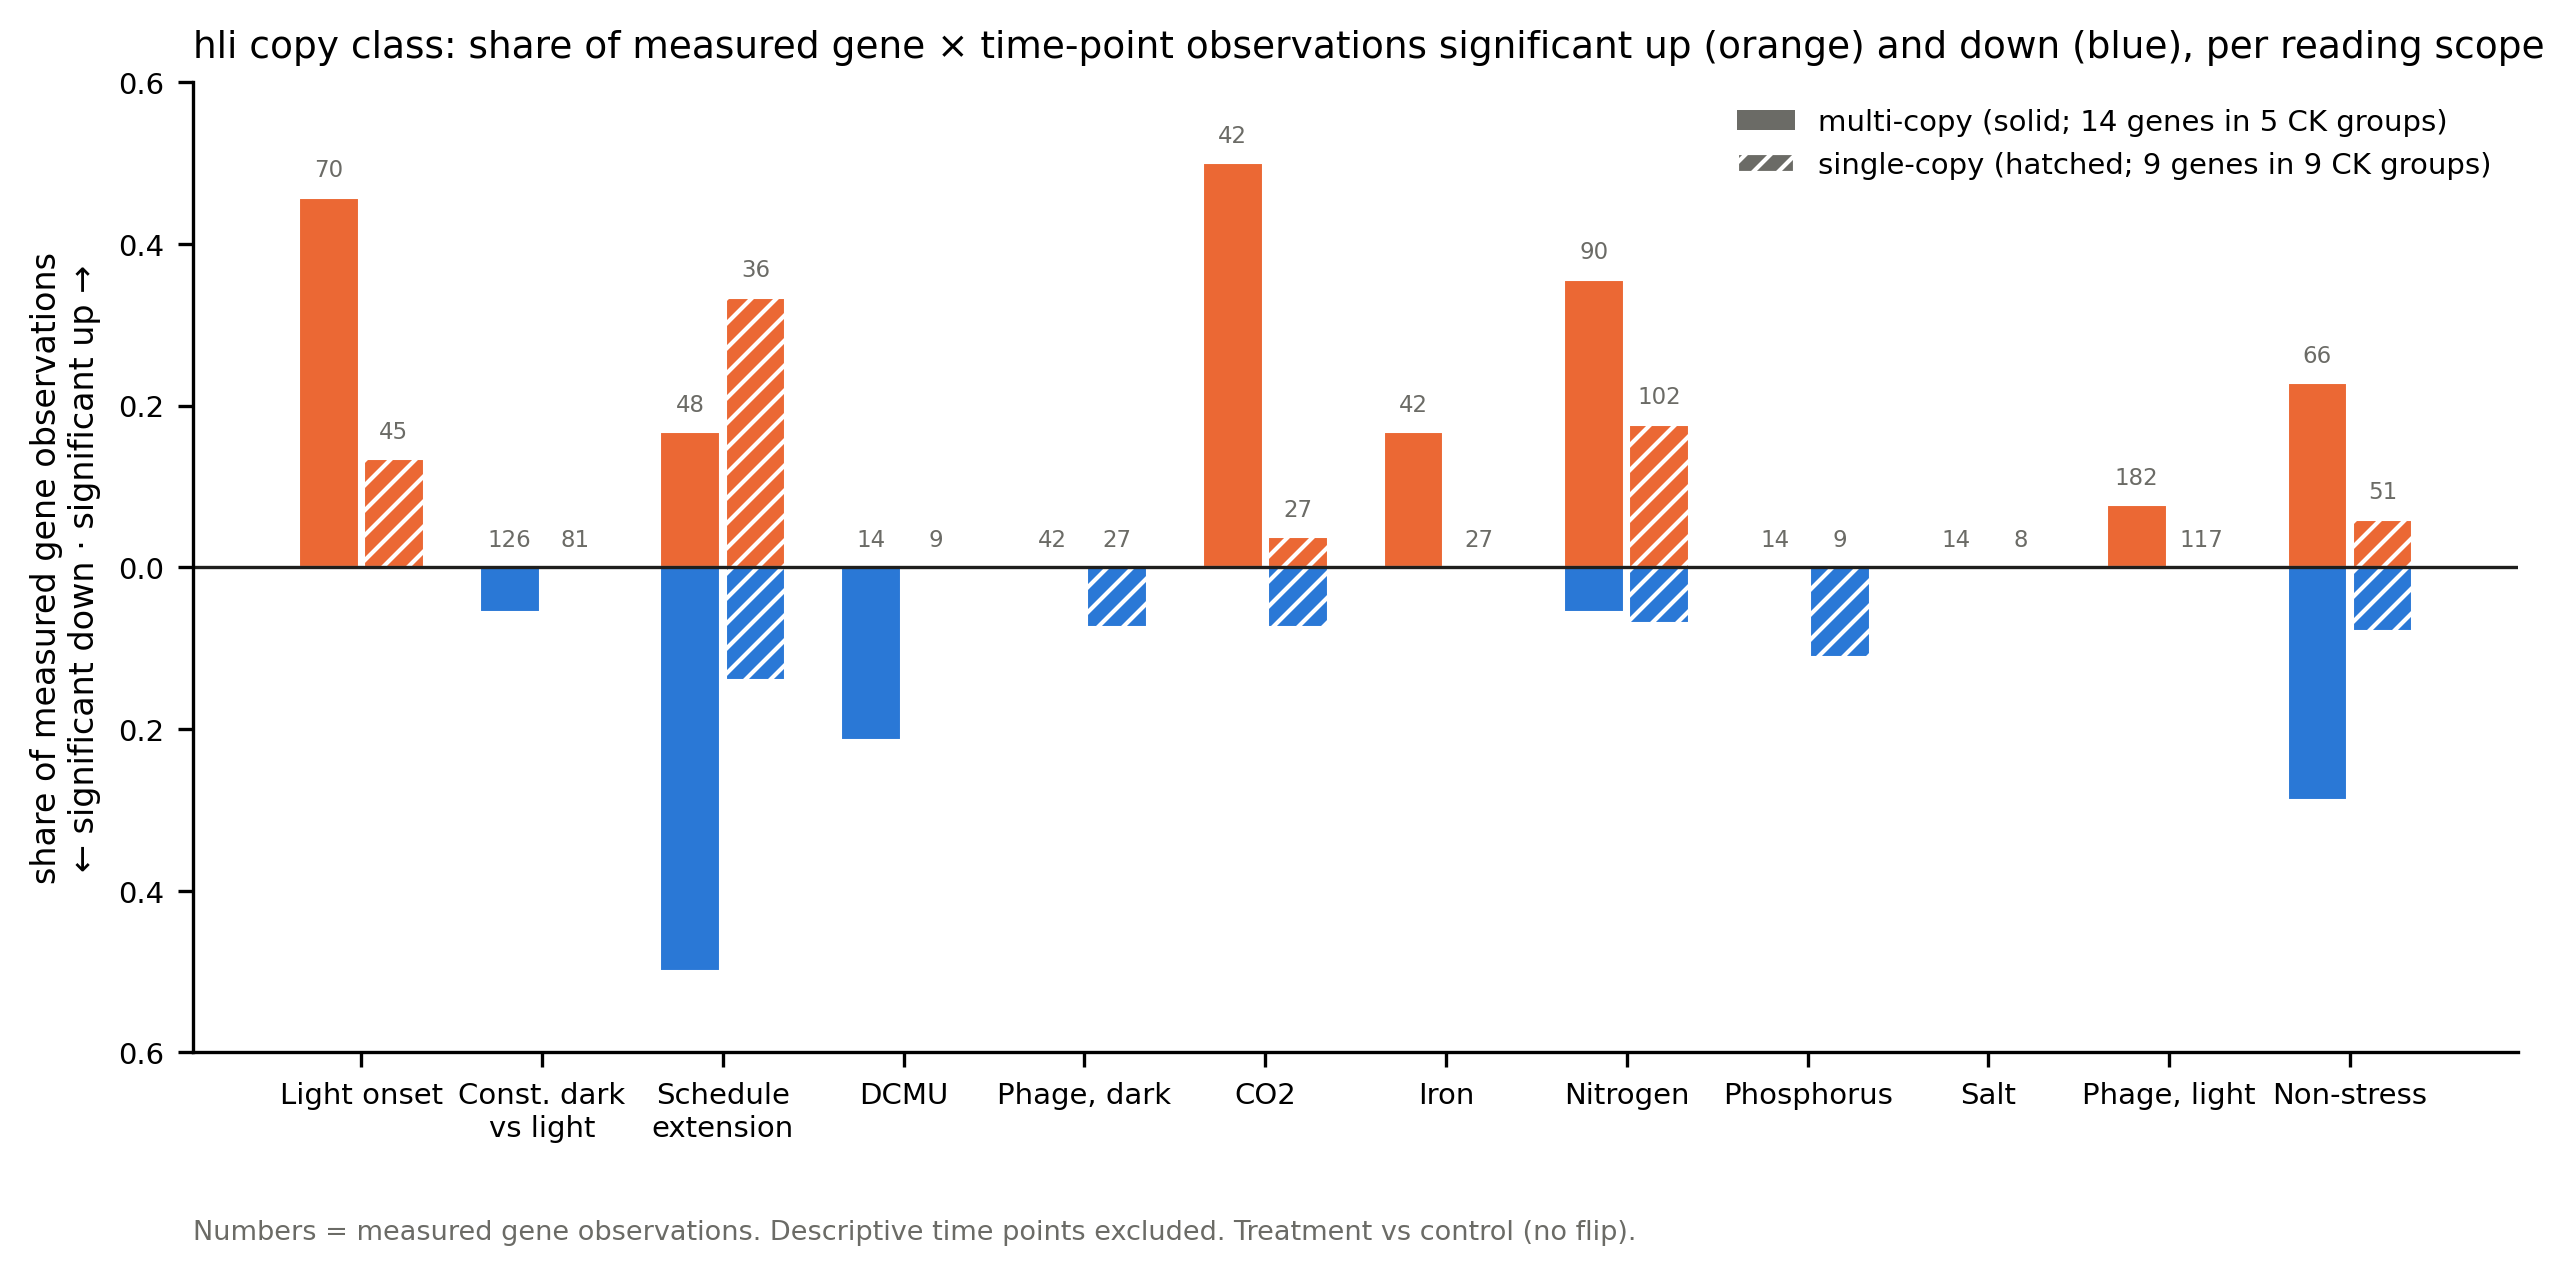 hli copy class: share of measured gene × time-point observations significant up (orange) and down (blue), per reading scope
share of measured gene observations
← significant down · significant up →
0.6
0.4
0.2
0.0
0.2
0.4
0.6
multi-copy (solid; 14 genes in 5 CK groups)
single-copy (hatched; 9 genes in 9 CK groups)
70
45
126
81
48
36
14
9
42
27
42
27
42
27
90
102
14
9
14
8
182
117
66
51
Light onset
Const. dark
vs light
Schedule
extension
DCMU
Phage, dark
CO2
Iron
Nitrogen
Phosphorus
Salt
Phage, light
Non-stress
Numbers = measured gene observations. Descriptive time points excluded. Treatment vs control (no flip).